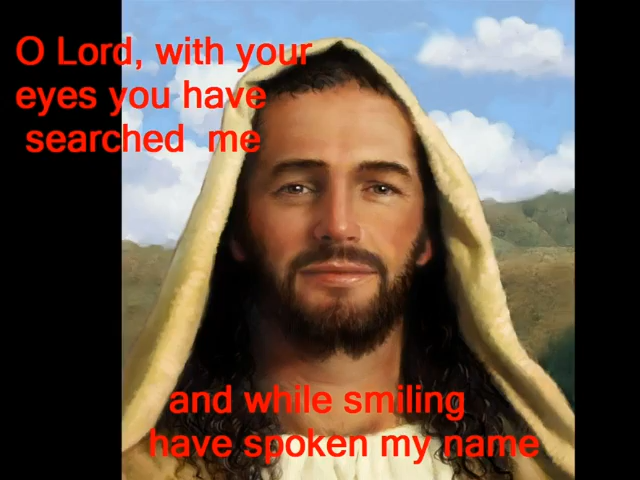 O Lord, with your
eyes you have
searched me
and while smiling
have spoken my name